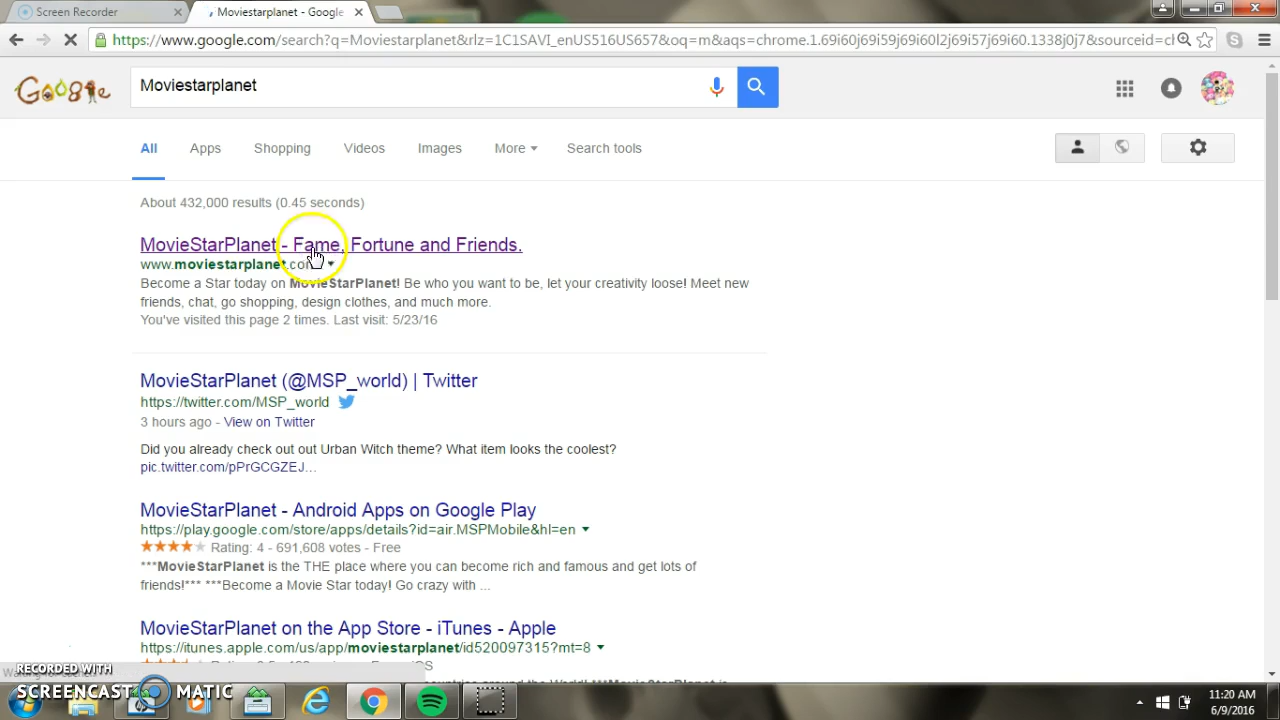 Screen Recorder
Moviestarplanet - Google
https://www.google.com/search?q=Moviestarplanet&rlz=1C1SAVI_enUS516US657&oq=m&aqs=chrome.1.69i60j69i59j69i60l2j69i57j69i60.1338j0j7&sourceid=cl
Google
Moviestarplanet
All Apps Shopping Videos Images More Search tools
About 432,000 results (0.45 seconds)
MovieStarPlanet - Fame, Fortune and Friends.
www.moviestarplanet.com
Become a Star today on MovieStarPlanet! Be who you want to be, let your creativity loose! Meet new
friends, chat, go shopping, design clothes, and much more.
You've visited this page 2 times. Last visit: 5/23/16
MovieStarPlanet (@MSP_world) | Twitter
https://twitter.com/MSP_world
3 hours ago - View on Twitter
Did you already check out out Urban Witch theme? What item looks the coolest?
pic.twitter.com/pPrGCGZEJ...
MovieStarPlanet - Android Apps on Google Play
https://play.google.com/store/apps/details?id=air.MSPMobile&hl=en
Rating: 4 - 691,608 votes - Free
***MovieStarPlanet is the THE place where you can become rich and famous and get lots of
friends!*** ***Become a Movie Star today! Go crazy with ...
MovieStarPlanet on the App Store - iTunes - Apple
https://itunes.apple.com/us/app/moviestarplanet/id520097315?mt=8
RECORDED WITH
SCREENCAST MATIC
11:20 AM
6/9/2016